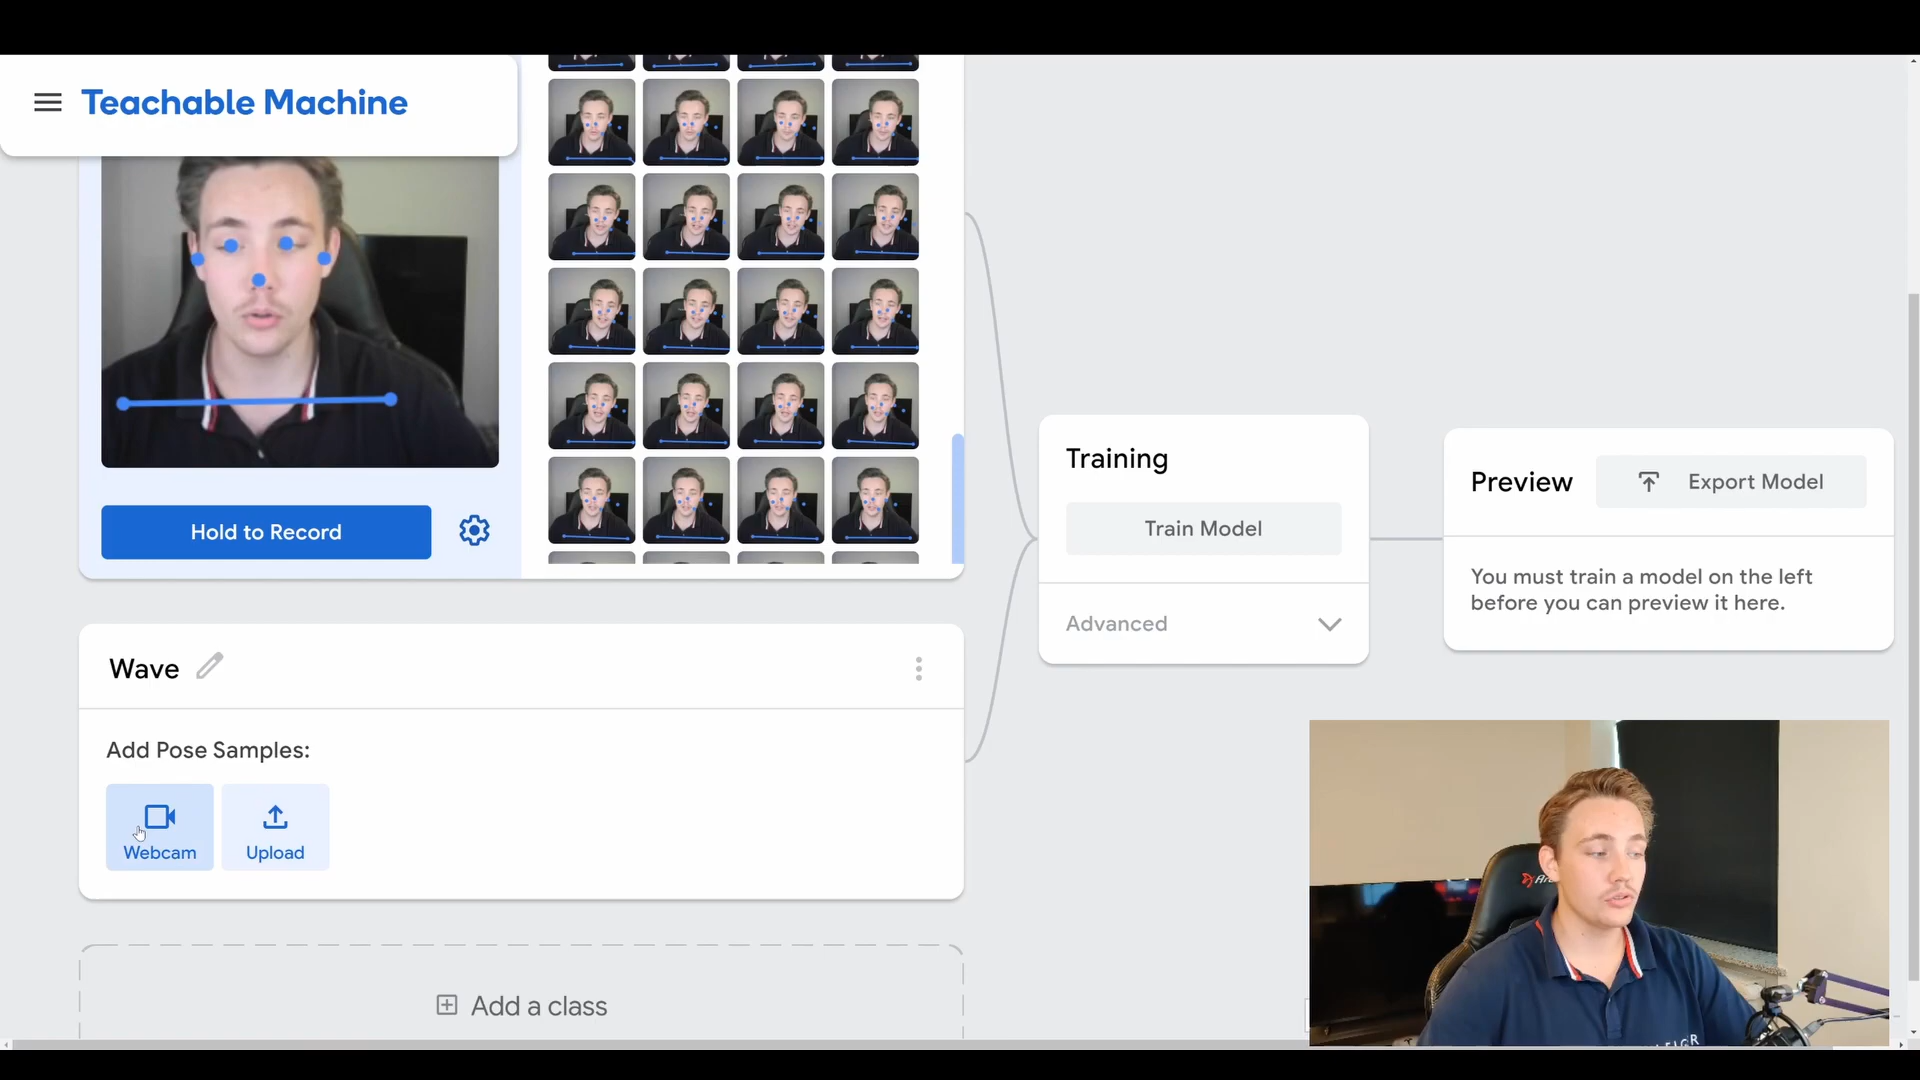 Teachable Machine
Hold to Record
Training
Train Model
Advanced
Preview
Export Model
You must train a model on the left
before you can preview it here.
Wave
Add Pose Samples:
Webcam
Upload
Add a class